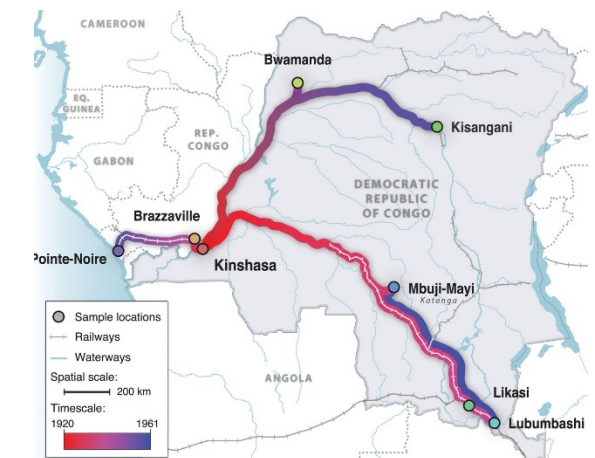 CAMEROON
Bwamanda
EQ.
GUINEA
REP.
CONGO
Kisangani
GABON
DEMOCRATIC
REPUBLIC
OF CONGO
Brazzaville
Pointe-Noire
Kinshasa
Mbuji-Mayi
Katanga
Sample locations
Railways
Waterways
Spatial scale:
200 km
Timescale:
1920 1961
ANGOLA
Likasi
Lubumbashi